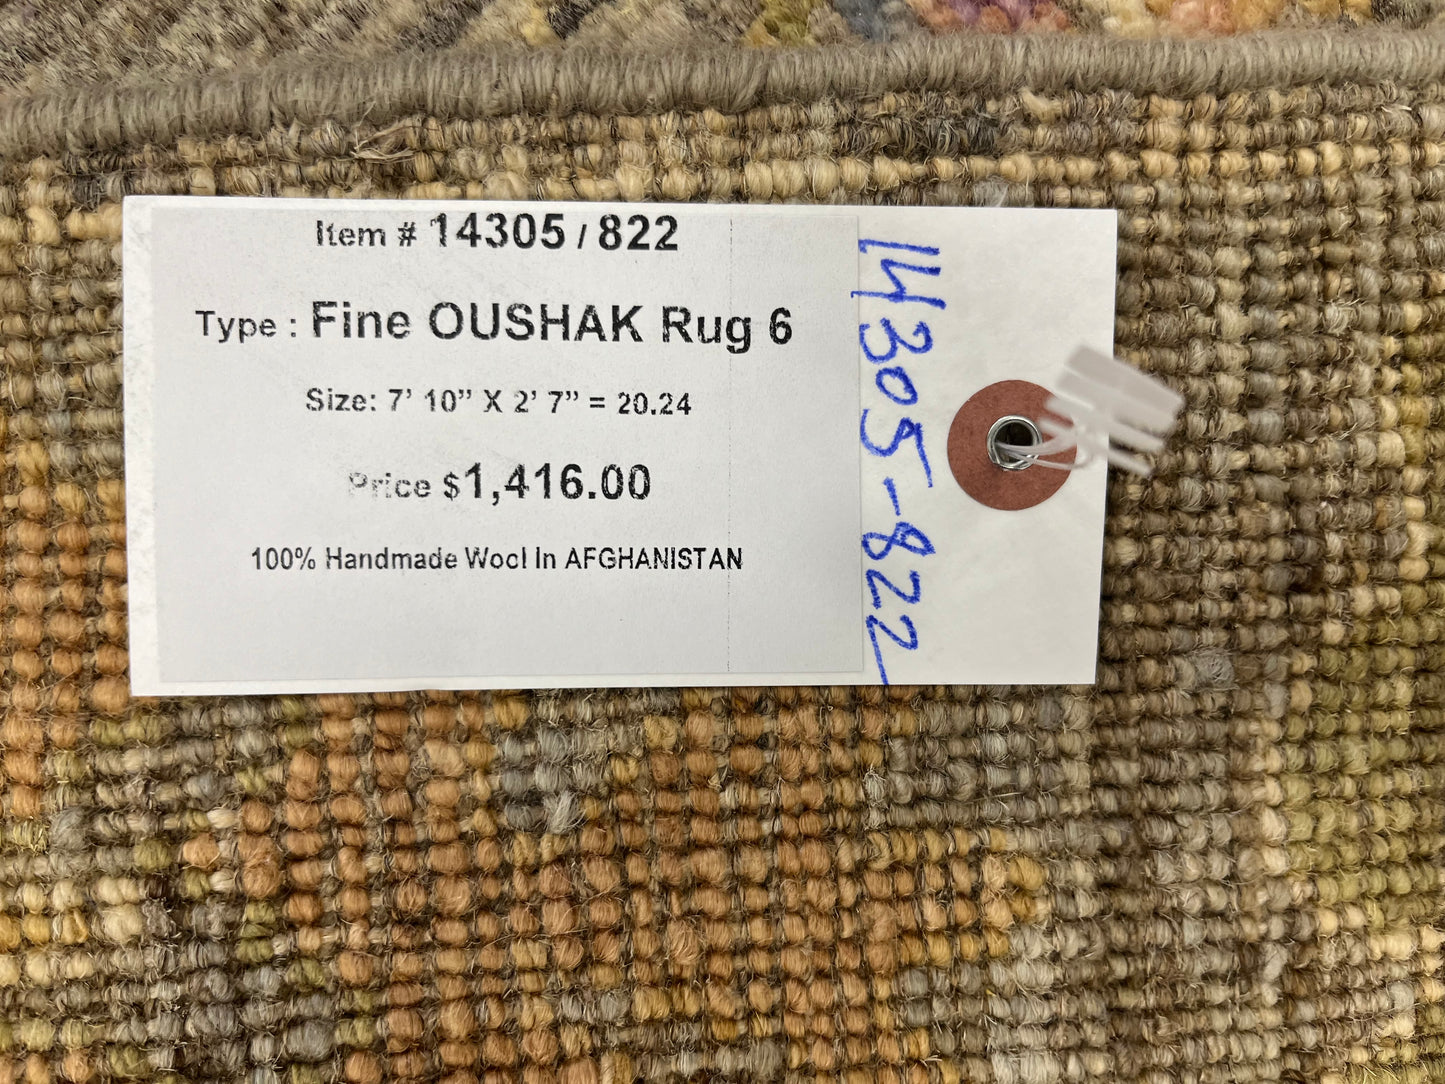 Item # 14305 / 822
Type : Fine OUSHAK Rug 6
Size: 7’ 10” X 2’ 7” = 20.24
Price $1,416.00
100% Handmade Wool In AFGHANISTAN
14305-822